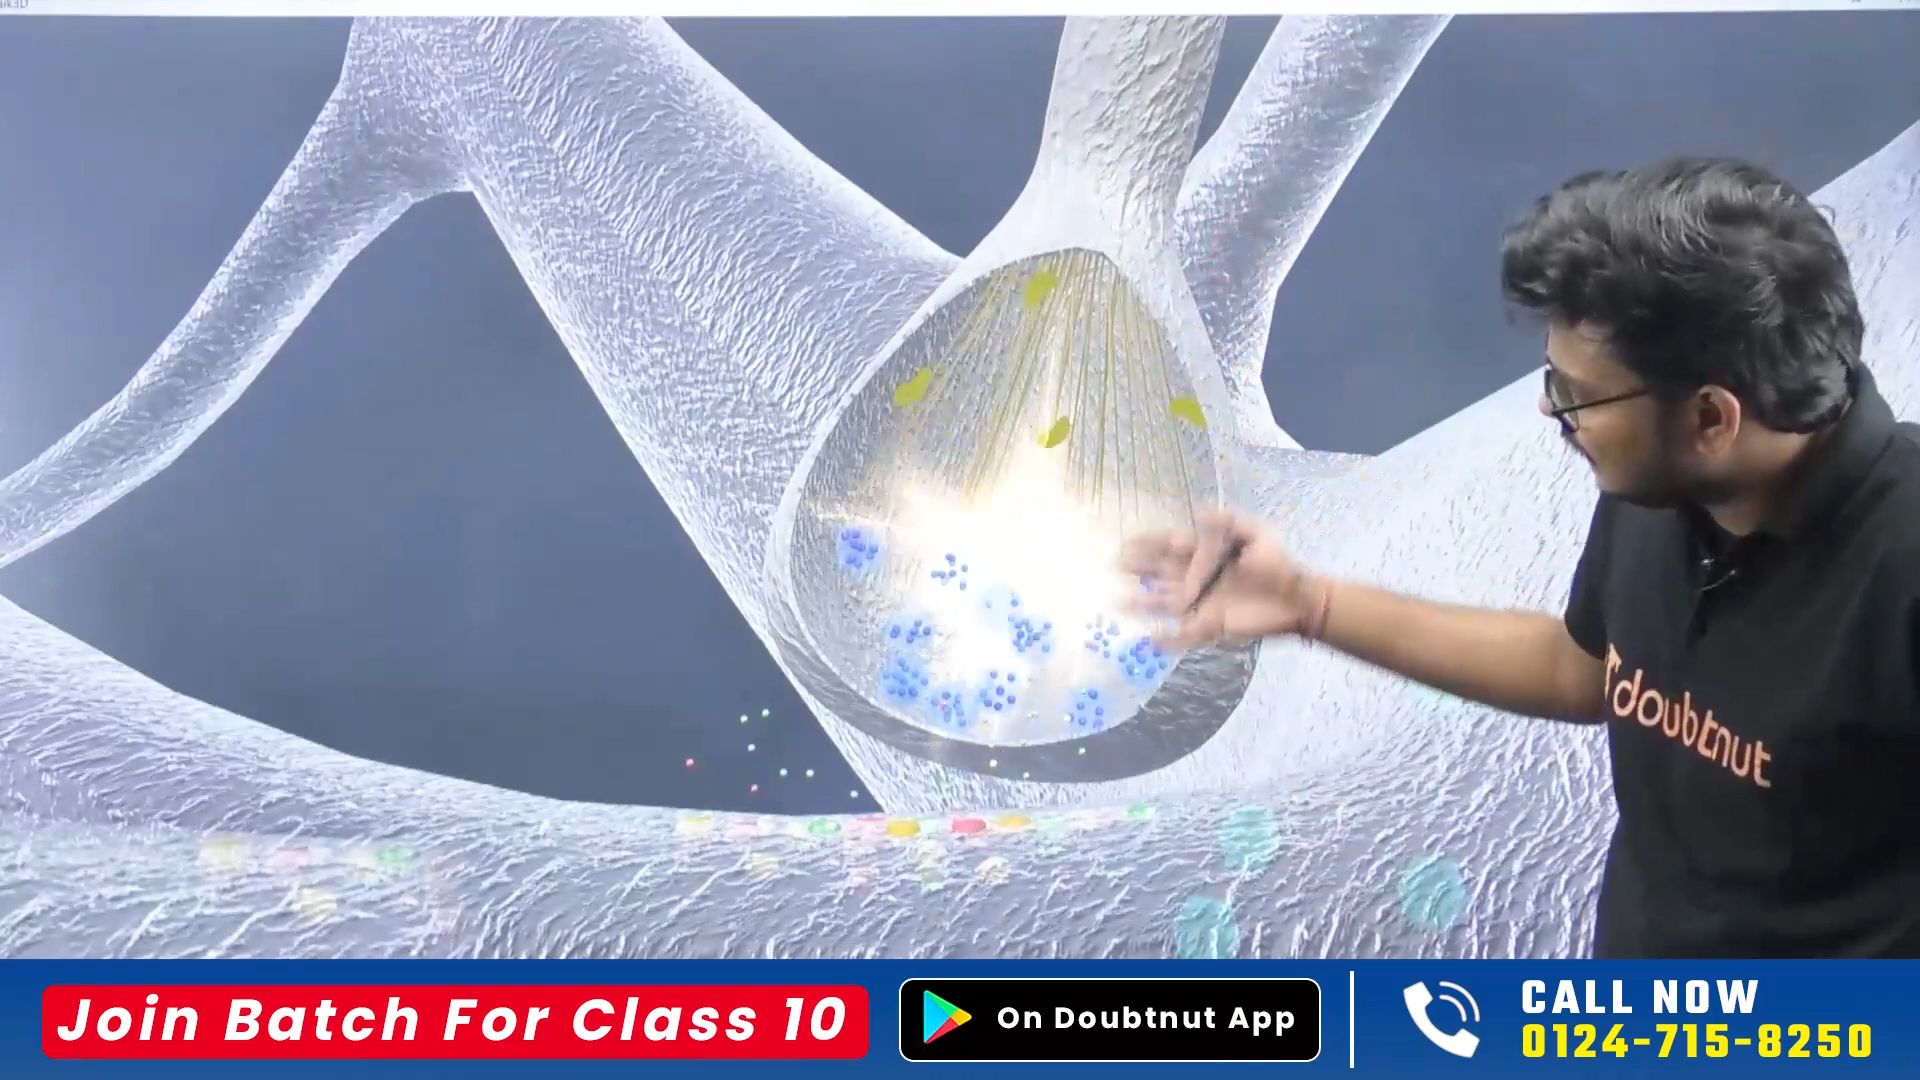 doubtnut
Join Batch For Class 10
On Doubtnut App
CALL NOW
0124-715-8250